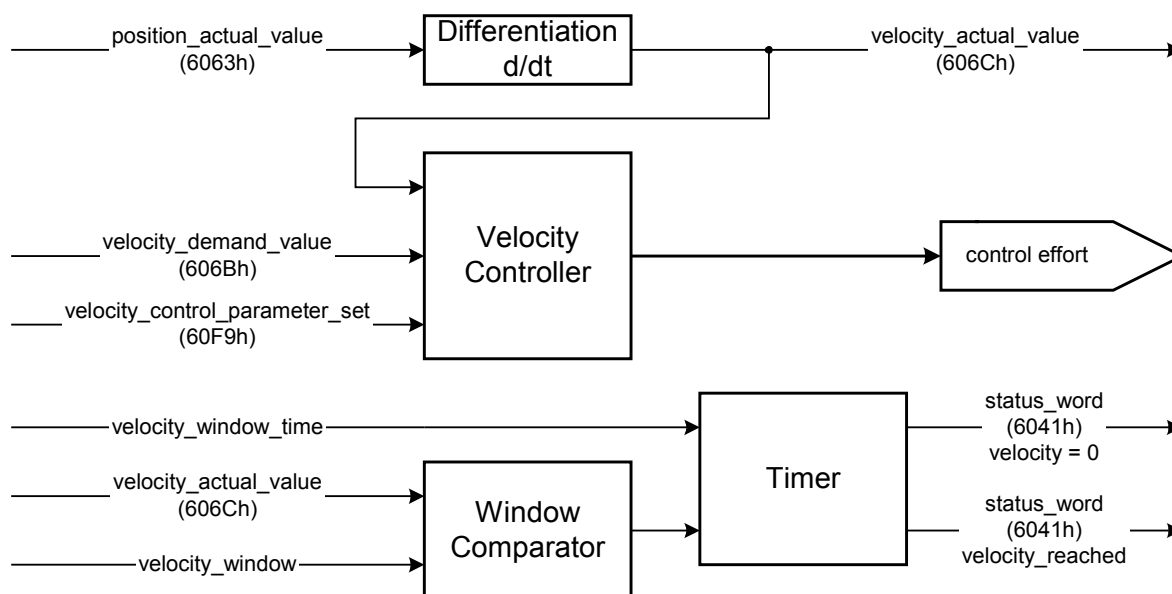 position_actual_value
(6063h)
Differentiation
d/dt
velocity_actual_value
(606Ch)
velocity_demand_value
(606Bh)
velocity_control_parameter_set
(60F9h)
Velocity
Controller
control effort
velocity_window_time
velocity_actual_value
(606Ch)
velocity_window
Window
Comparator
Timer
status_word
(6041h)
velocity = 0
status_word
(6041h)
velocity_reached